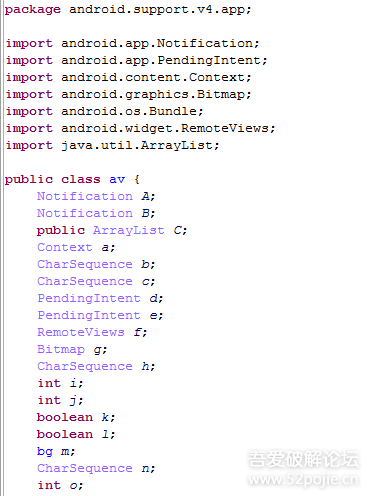 package android.support.v4.app;
import android.app.Notification;
import android.app.PendingIntent;
import android.content.Context;
import android.graphics.Bitmap;
import android.os.Bundle;
import android.widget.RemoteViews;
import java.util.ArrayList;
public class av {
Notification A;
Notification B;
public ArrayList C;
Context a;
CharSequence b;
CharSequence c;
PendingIntent d;
PendingIntent e;
RemoteViews f;
Bitmap g;
CharSequence h;
int i;
int j;
boolean k;
boolean l;
bg m;
CharSequence n;
int o;
吾爱破解论坛
www.52pojie.cn